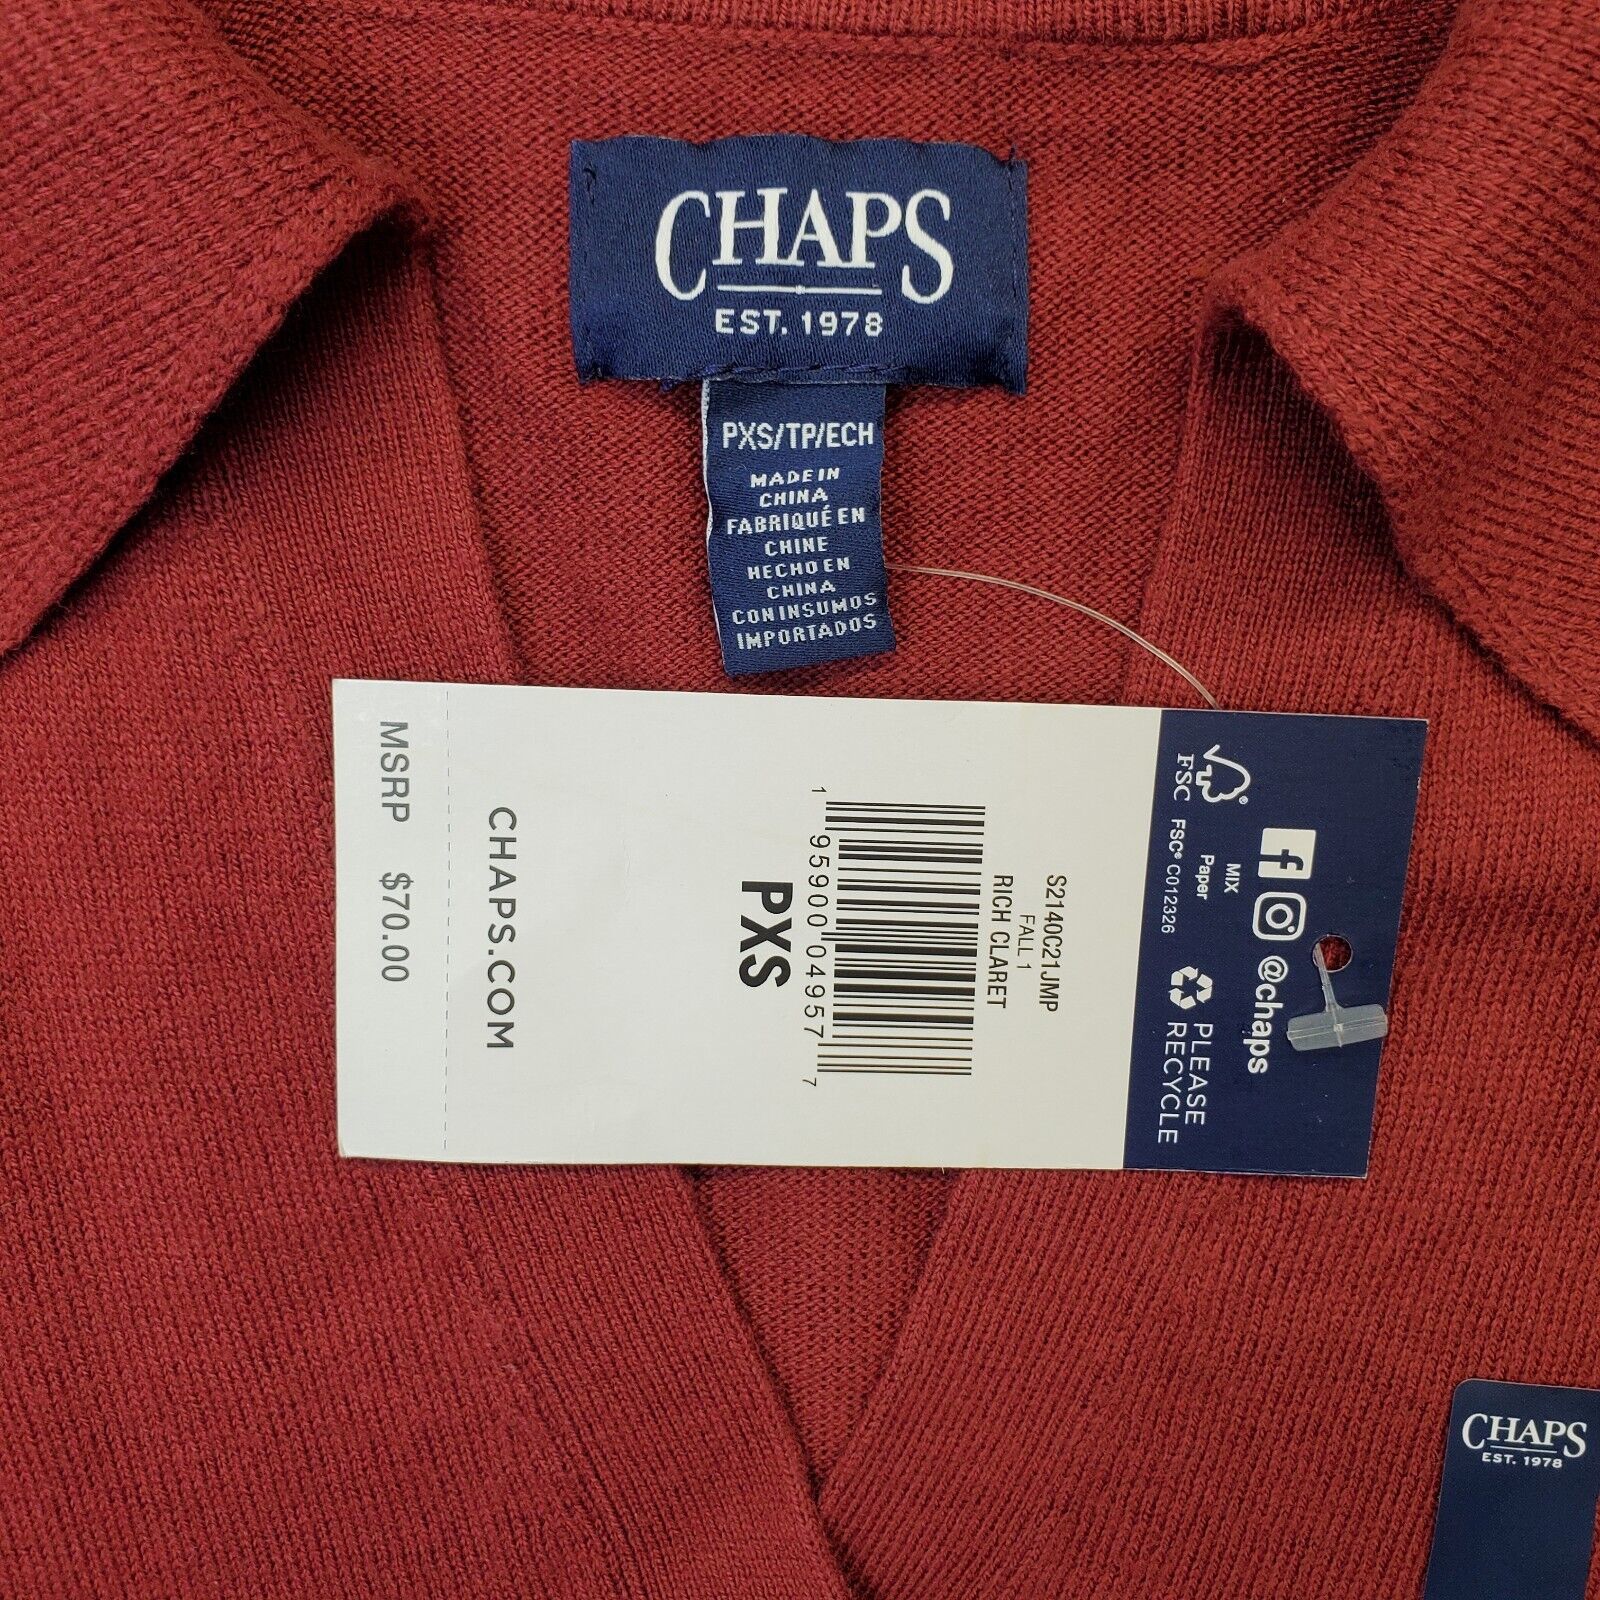 CHAPS
EST. 1978
PXS/TP/ECH
MADE IN
CHINA
FABRIQUÉ EN
CHINE
HECHO EN
CHINA
CON INSUMOS
IMPORTADOS
@chaps
MIX
Paper
FSC
FSC® C012326
PLEASE
RECYCLE
S2140C21JMP
FALL 1
RICH CLARET
1 95900 04957 7
PXS
CHAPS.COM
MSRP $70.00
CHAPS
EST. 1978